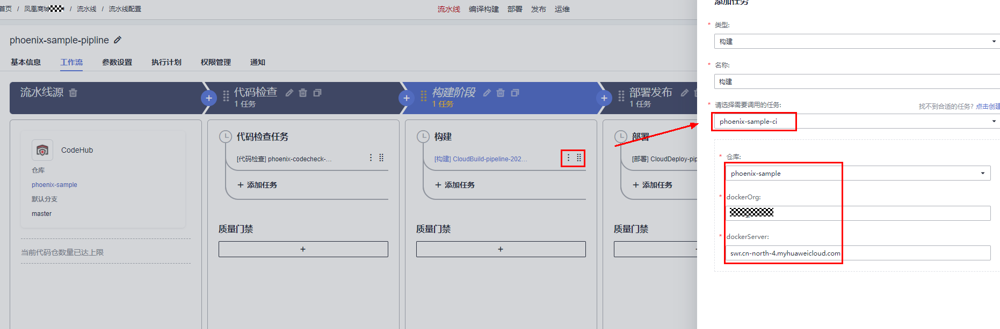 首页 / 凤凰商城 / 流水线 / 流水线配置
流水线 编译构建 部署 发布 运维
phoenix-sample-pipline
基本信息 工作流 参数设置 执行计划 权限管理 通知
流水线源
代码检查
1 任务
构建阶段
1 任务
部署发布
1 任务
CodeHub
仓库
phoenix-sample
默认分支
master
当前代码仓数量已达上限
代码检查任务
[代码检查] phoenix-codecheck-...
+ 添加任务
质量门禁
+
构建
[构建] CloudBuild-pipeline-202...
+ 添加任务
质量门禁
+
部署
[部署] CloudDeploy-pip
+ 添加任务
质量门禁
添加任务
* 类型:
构建
* 名称:
构建
* 请选择需要调用的任务:
找不到合适的任务? 点击创建
phoenix-sample-ci
* 仓库:
phoenix-sample
* dockerOrg:
* dockerServer:
swr.cn-north-4.myhuaweicloud.com